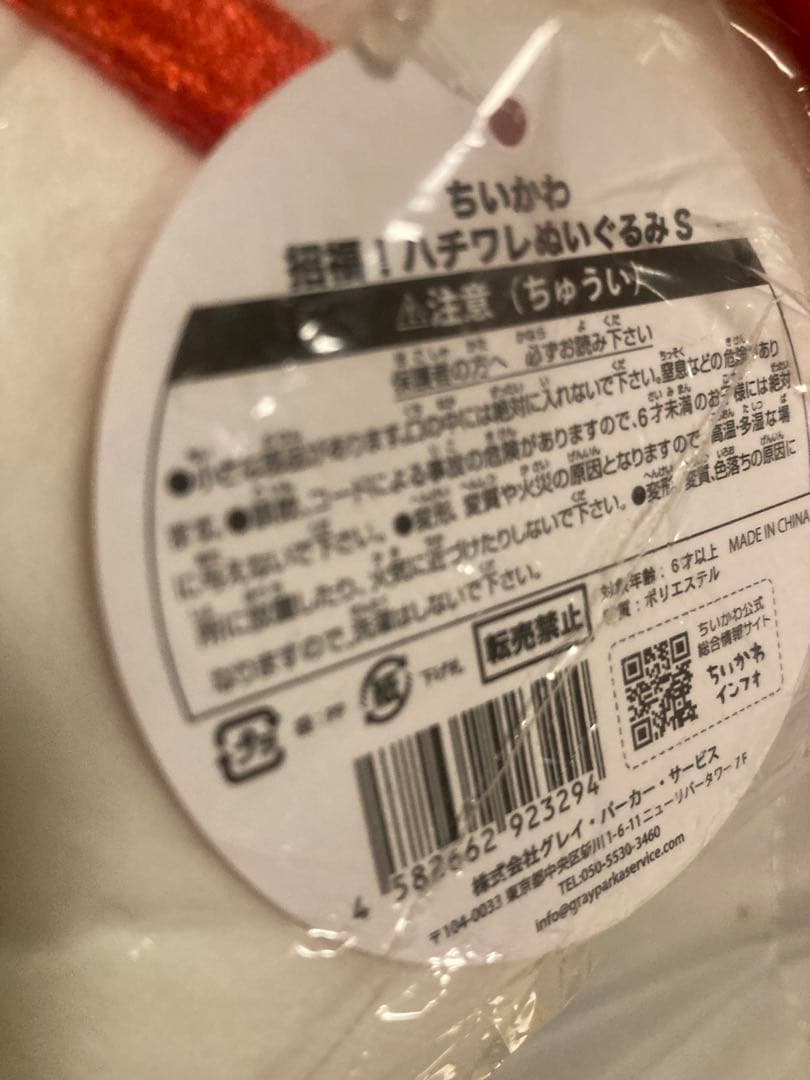 ちいかわ
招福!ハチワレぬいぐるみS
⚠注意(ちゅうい)
保護者の方へ 必ずお読み下さい
●小さな部品があります。口の中には絶対に入れないで下さい。窒息などの危険があり
ます。●鎖類、コードによる事故の危険がありますので、6才未満のお子様には絶対
に与えないで下さい。●変形、変質や火災の原因となりますので、高温・多湿な場
所に放置したり、火気に近づけたりしないで下さい。●変形、変質、色落ちの原因に
なりますので、洗濯はしないで下さい。
対象年齢:6才以上 MADE IN CHINA
材質:ポリエステル
プラ 袋:PP 紙 下げ札
転売禁止
ちいかわ公式
総合情報サイト
ちいかわ
インフォ
4 582662 923294
株式会社グレイ・パーカー・サービス
〒104-0033 東京都中央区新川1-6-11 ニューリバータワー 7F
TEL:050-5530-3460
info@grayparkaservice.com